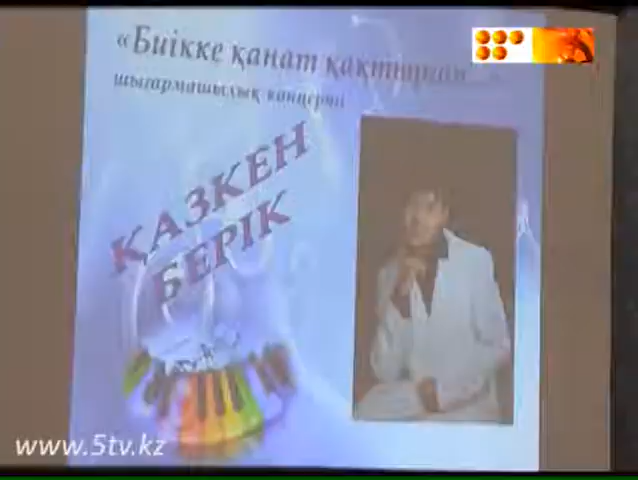 «Биікке қанат қақтырған...»
шығармашылық концерті
ҚАЗКЕН
БЕРІК
www.5tv.kz